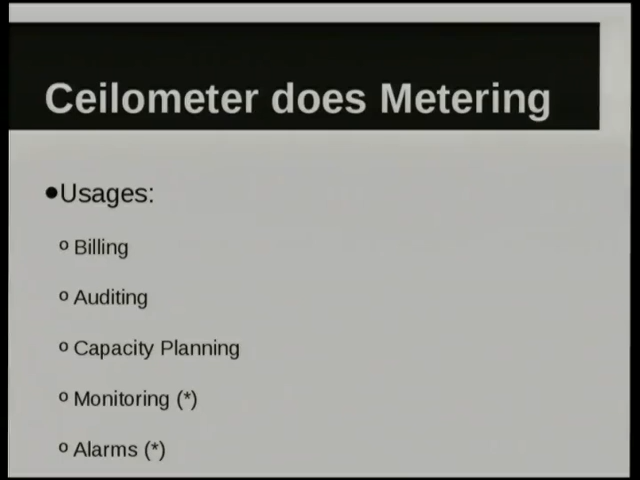 Ceilometer does Metering
●Usages:
o Billing
o Auditing
o Capacity Planning
o Monitoring (*)
o Alarms (*)